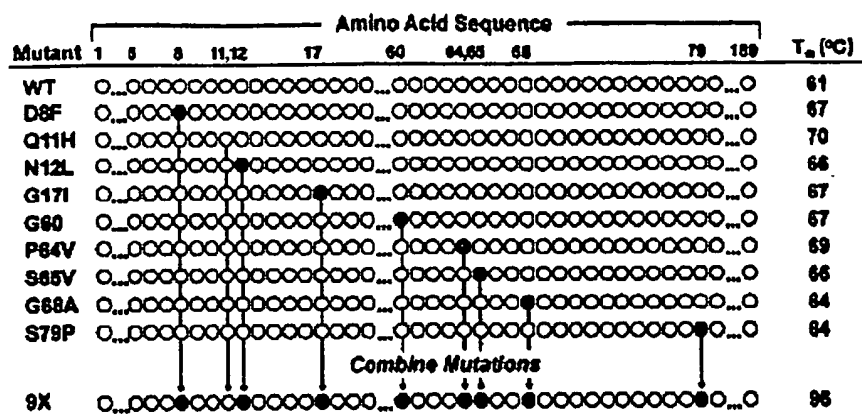 Amino Acid Sequence
Mutant 1 5 8 11,12 17 60 64,65 68 79 189 Tm (°C)
WT 61
D8F 67
Q11H 70
N12L 66
G17I 67
G60 67
P64V 69
S65V 66
G68A 64
S79P 64
Combine Mutations
9X 95